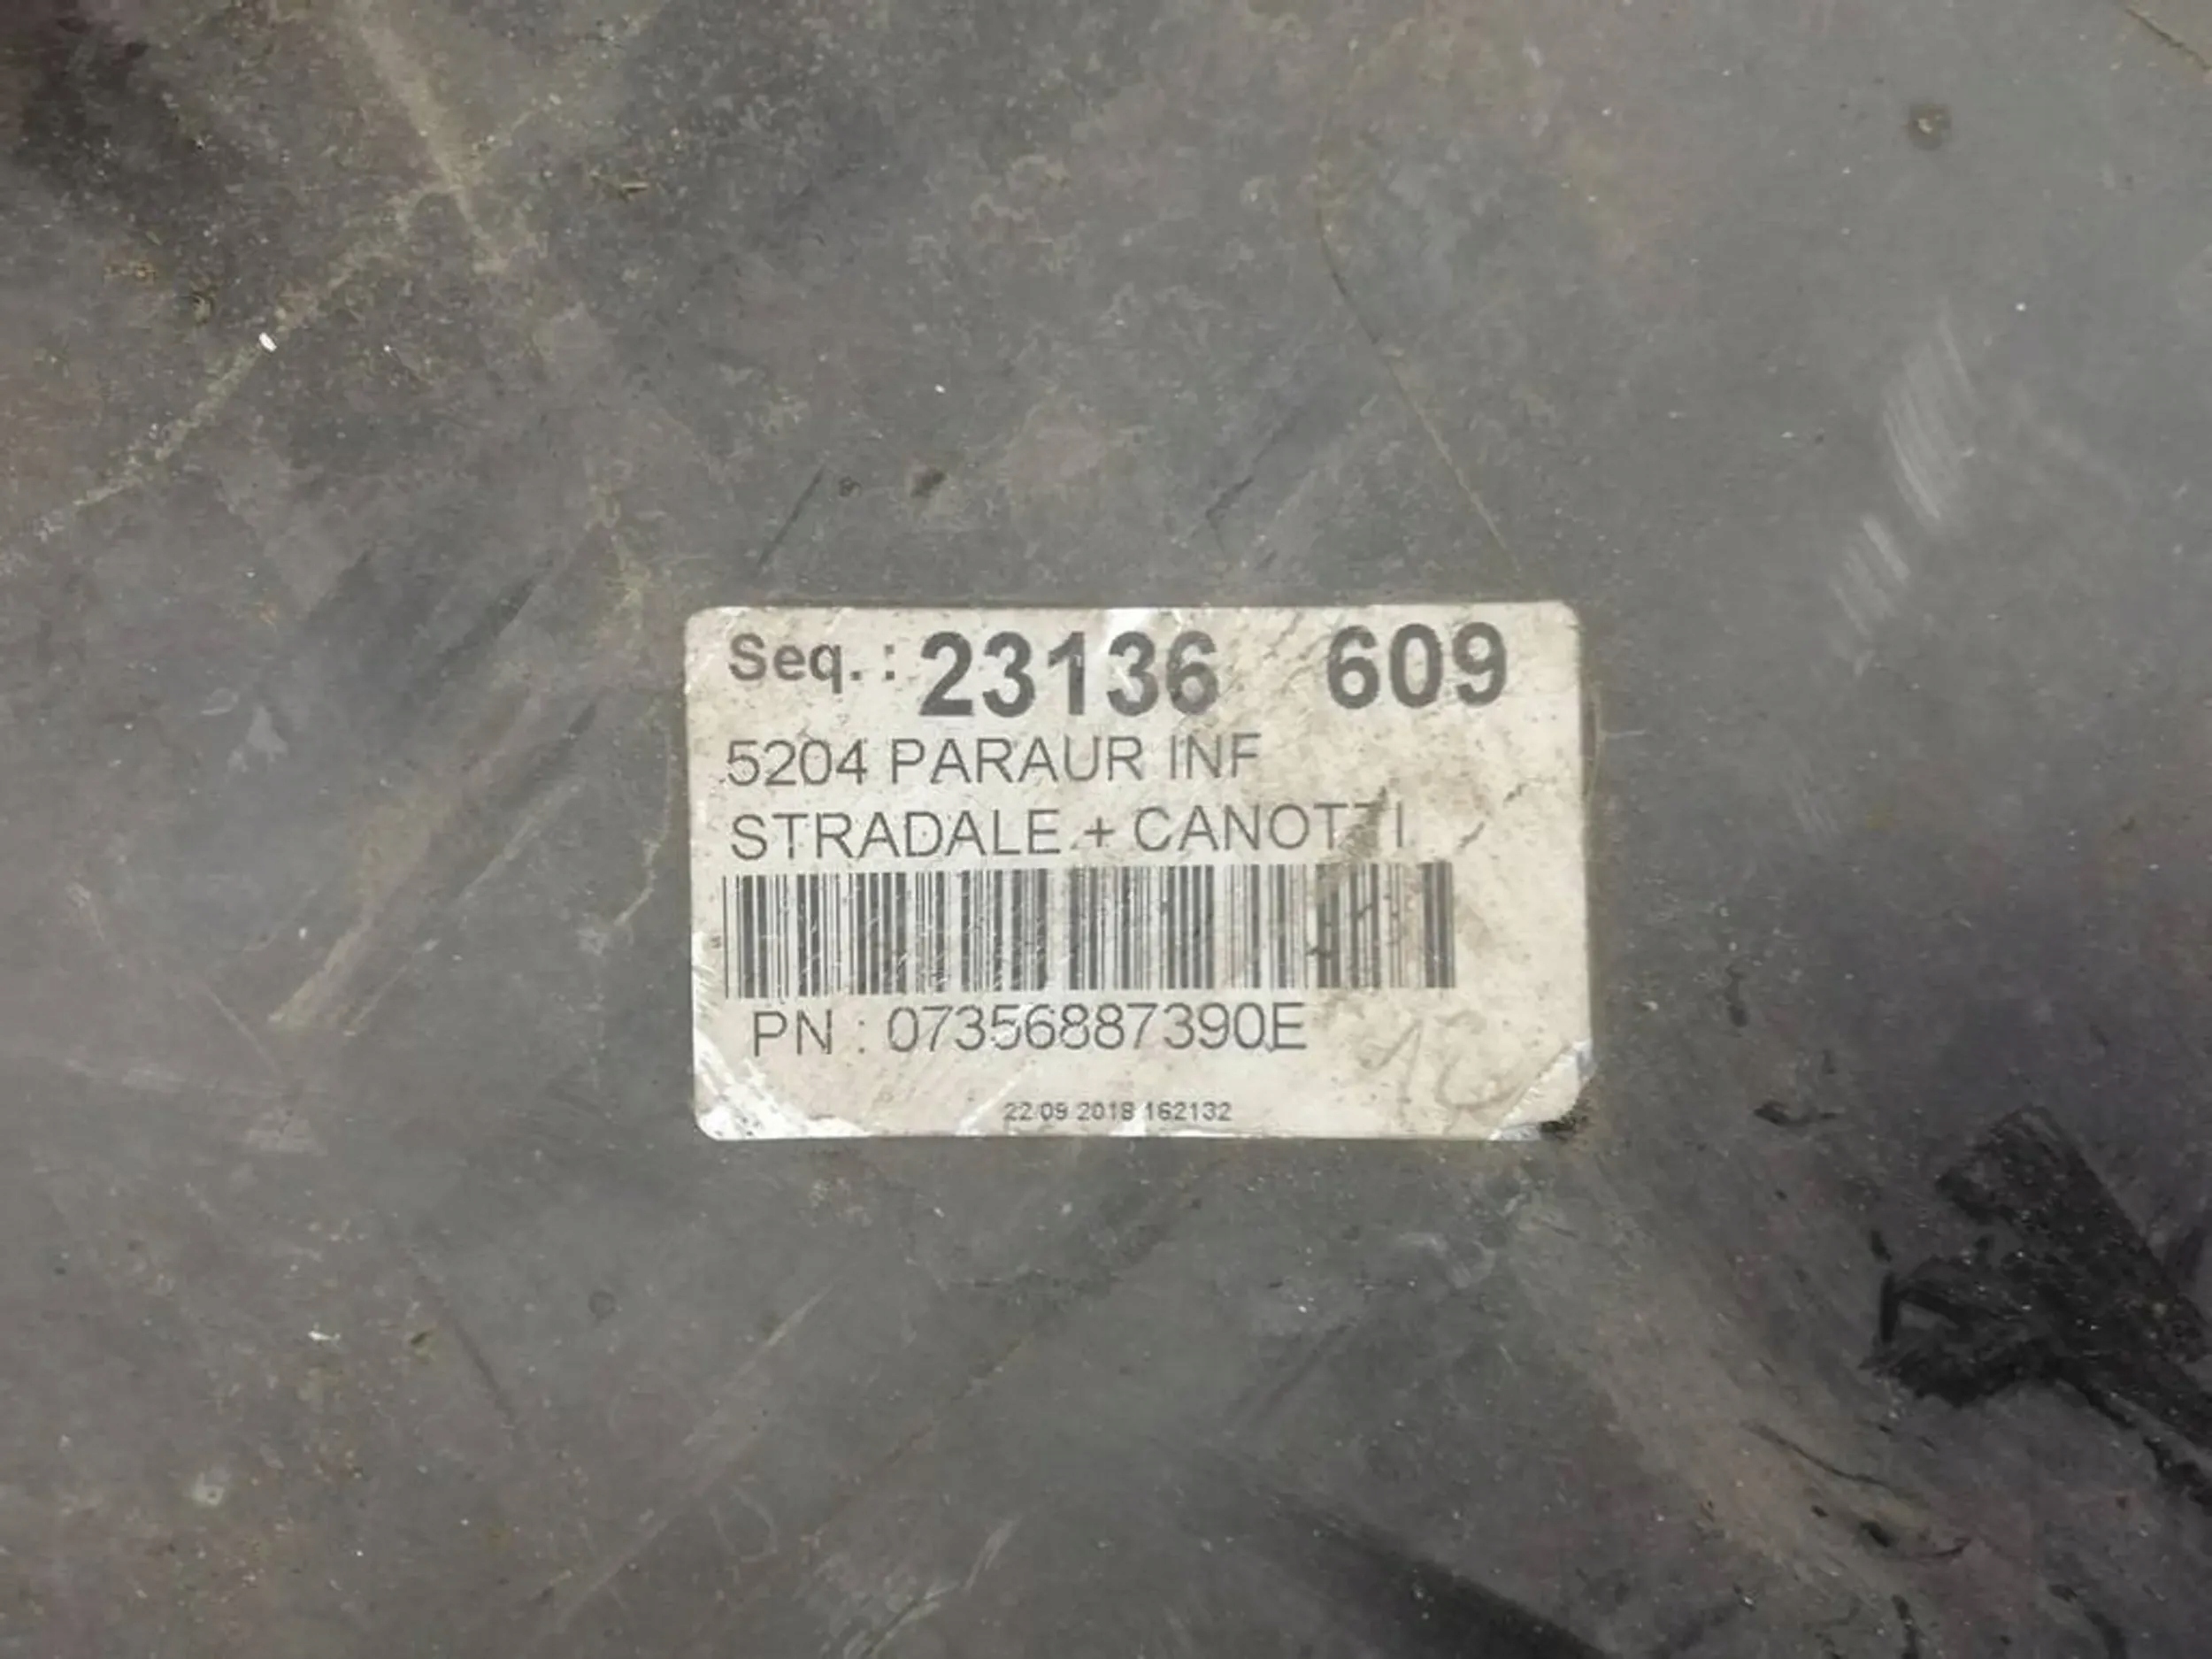 Seq. : 23136 609
5204 PARAUR INF
STRADALE + CANOTTI
PN : 07356887390E
22 09 2018 162132